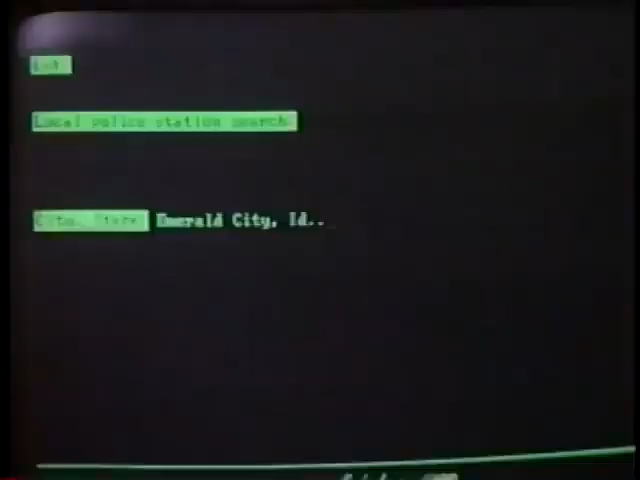 Local police station search
City, State: Emerald City, Id..